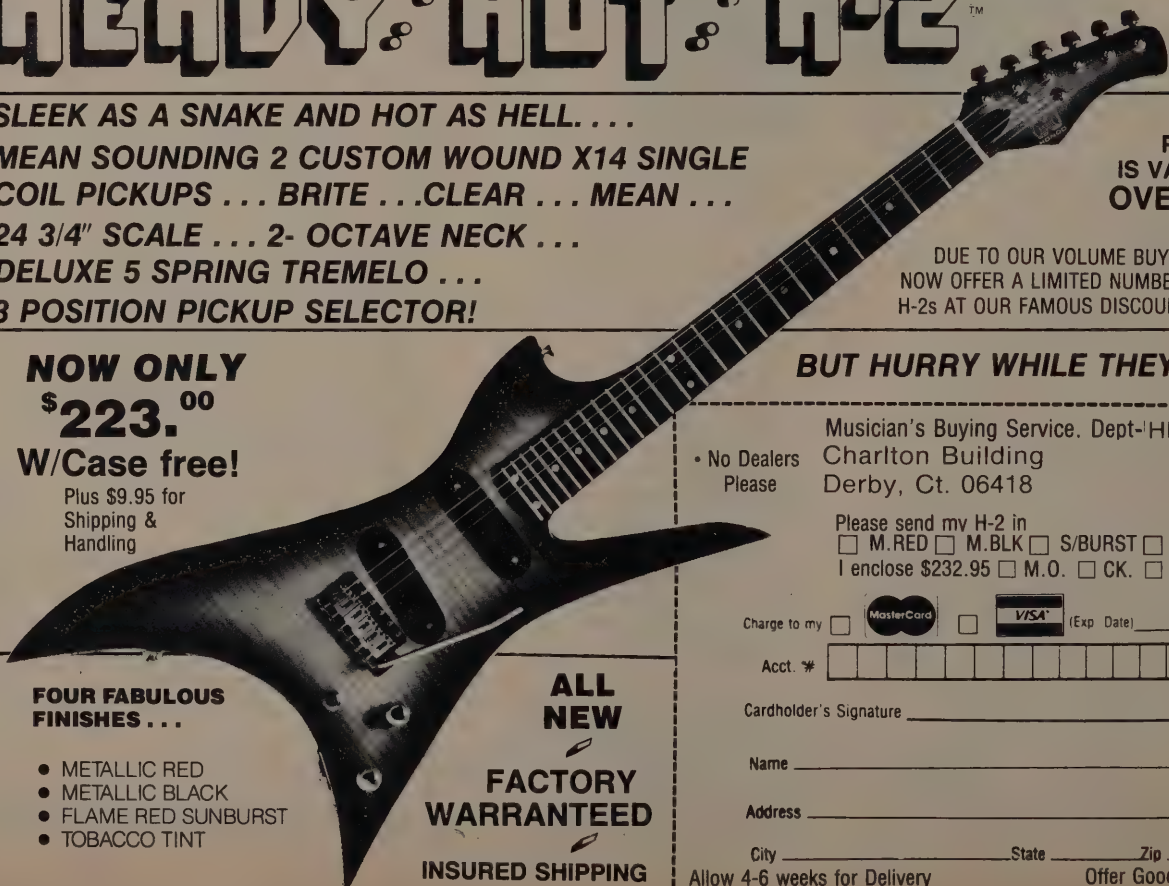 HEAVY: HOT: H-2™
SLEEK AS A SNAKE AND HOT AS HELL. . . .
MEAN SOUNDING 2 CUSTOM WOUND X14 SINGLE
COIL PICKUPS . . . BRITE . . .CLEAR . . . MEAN . . .
24 3/4" SCALE . . . 2- OCTAVE NECK . . .
DELUXE 5 SPRING TREMELO . . .
3 POSITION PICKUP SELECTOR!
IS VA
OVE
DUE TO OUR VOLUME BUY
NOW OFFER A LIMITED NUMBE
H-2s AT OUR FAMOUS DISCOU
NOW ONLY
$223.00
W/Case free!
Plus $9.95 for
Shipping &
Handling
BUT HURRY WHILE THEY
• No Dealers
Please
Musician's Buying Service. Dept-
Charlton Building
Derby, Ct. 06418
Please send my H-2 in
☐ M.RED ☐ M.BLK ☐ S/BURST ☐
I enclose $232.95 ☐ M.O. ☐ CK. ☐
Charge to my ☐ MasterCard ☐ VISA (Exp Date)
Acct. #
Cardholder's Signature
Name
Address
City State Zip
Allow 4-6 weeks for Delivery Offer Good
FOUR FABULOUS
FINISHES . . .
• METALLIC RED
• METALLIC BLACK
• FLAME RED SUNBURST
• TOBACCO TINT
ALL
NEW
FACTORY
WARRANTEED
INSURED SHIPPING